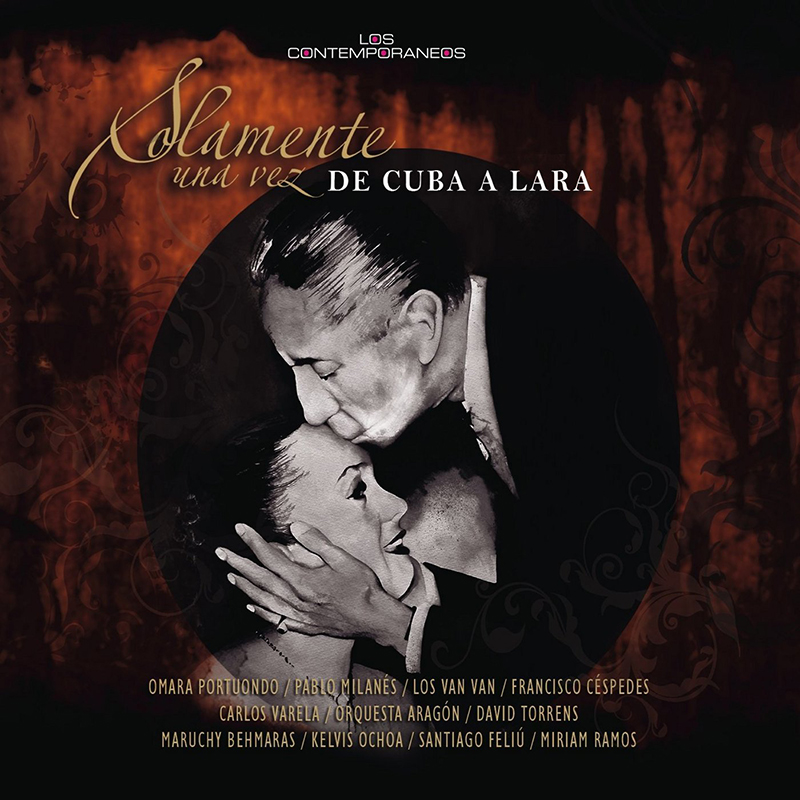 LOS
CONTEMPORANEOS
Solamente
una vez DE CUBA A LARA
OMARA PORTUONDO / PABLO MILANÉS / LOS VAN VAN / FRANCISCO CÉSPEDES
CARLOS VARELA / ORQUESTA ARAGÓN / DAVID TORRENS
MARUCHY BEHMARAS / KELVIS OCHOA / SANTIAGO FELIÚ / MIRIAM RAMOS